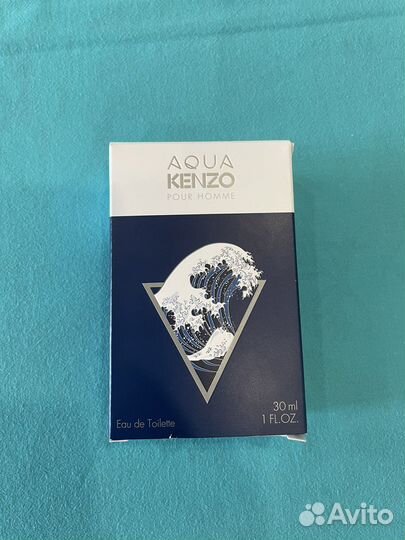 AQUA
KENZO
POUR HOMME
Eau de Toilette
30 ml
1 FL.OZ.
Avito